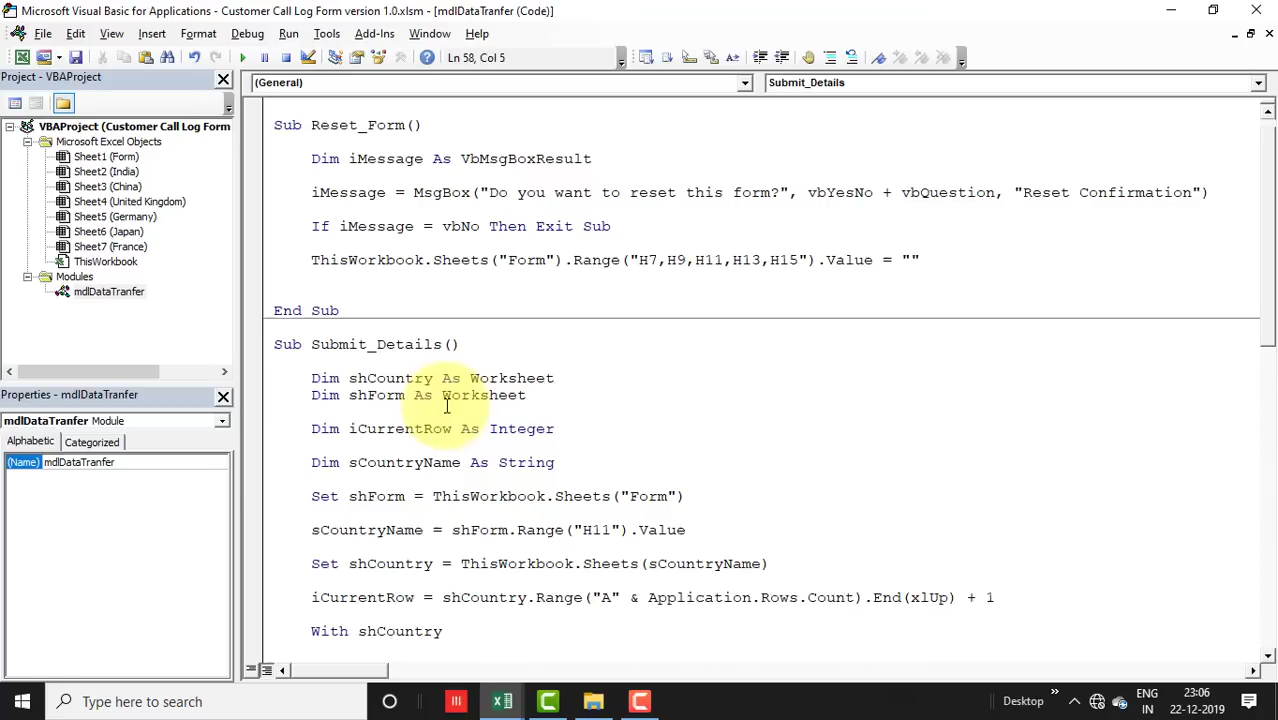 Microsoft Visual Basic for Applications - Customer Call Log Form version 1.0.xlsm - [mdlDataTranfer (Code)]
File Edit View Insert Format Debug Run Tools Add-Ins Window Help
Ln 58, Col 5
Project - VBAProject
(General)
Submit_Details
VBAProject (Customer Call Log Form
Microsoft Excel Objects
Sheet1 (Form)
Sheet2 (India)
Sheet3 (China)
Sheet4 (United Kingdom)
Sheet5 (Germany)
Sheet6 (Japan)
Sheet7 (France)
ThisWorkbook
Modules
mdlDataTranfer
Properties - mdlDataTranfer
mdlDataTranfer Module
Alphabetic Categorized
(Name) mdlDataTranfer
Sub Reset_Form()
Dim iMessage As VbMsgBoxResult
iMessage = MsgBox("Do you want to reset this form?", vbYesNo + vbQuestion, "Reset Confirmation")
If iMessage = vbNo Then Exit Sub
ThisWorkbook.Sheets("Form").Range("H7,H9,H11,H13,H15").Value = ""
End Sub
Sub Submit_Details()
Dim shCountry As Worksheet
Dim shForm As Worksheet
Dim iCurrentRow As Integer
Dim sCountryName As String
Set shForm = ThisWorkbook.Sheets("Form")
sCountryName = shForm.Range("H11").Value
Set shCountry = ThisWorkbook.Sheets(sCountryName)
iCurrentRow = shCountry.Range("A" & Application.Rows.Count).End(xlUp) + 1
With shCountry
Type here to search
Desktop
ENG
IN
23:06
22-12-2019